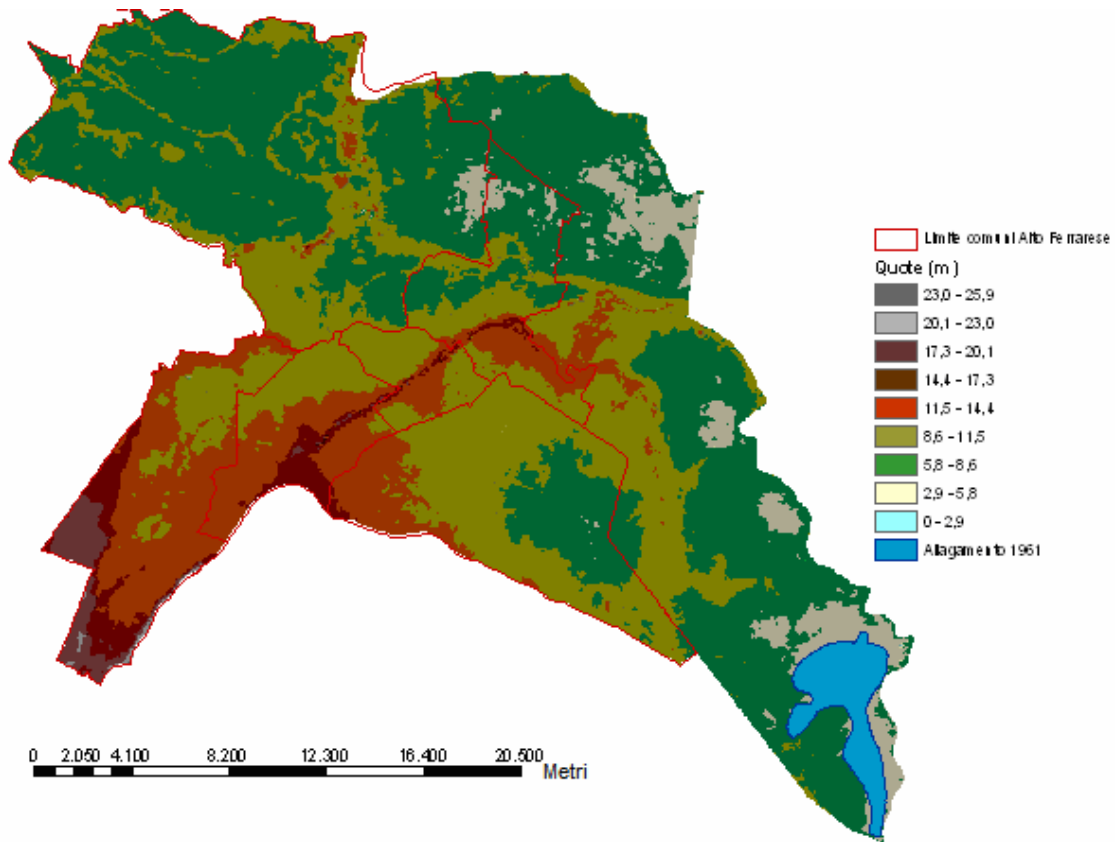 Limite comuni Alto Ferrarese
Quote (m)
23,0 - 25,9
20,1 - 23,0
17,3 - 20,1
14,4 - 17,3
11,5 - 14,4
8,6 - 11,5
5,8 - 8,6
2,9 - 5,8
0 - 2,9
Allagamento 1961
0 2.050 4.100 8.200 12.300 16.400 20.500
Metri